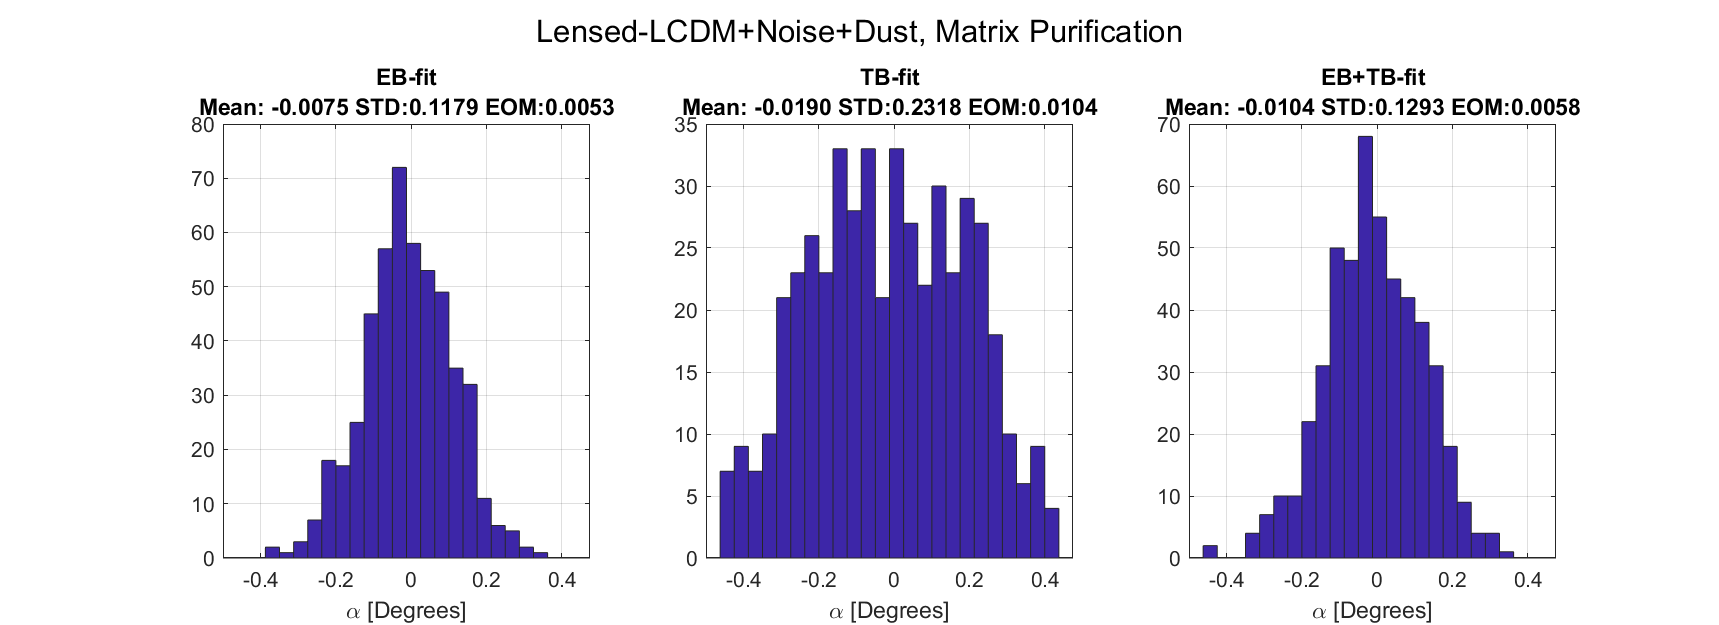 Lensed-LCDM+Noise+Dust, Matrix Purification
EB-fit
Mean: -0.0075 STD:0.1179 EOM:0.0053
80
70
60
50
40
30
20
10
0
-0.4 -0.2 0 0.2 0.4
α [Degrees]
TB-fit
Mean: -0.0190 STD:0.2318 EOM:0.0104
35
30
25
20
15
10
5
0
-0.4 -0.2 0 0.2 0.4
α [Degrees]
EB+TB-fit
Mean: -0.0104 STD:0.1293 EOM:0.0058
70
60
50
40
30
20
10
0
-0.4 -0.2 0 0.2 0.4
α [Degrees]